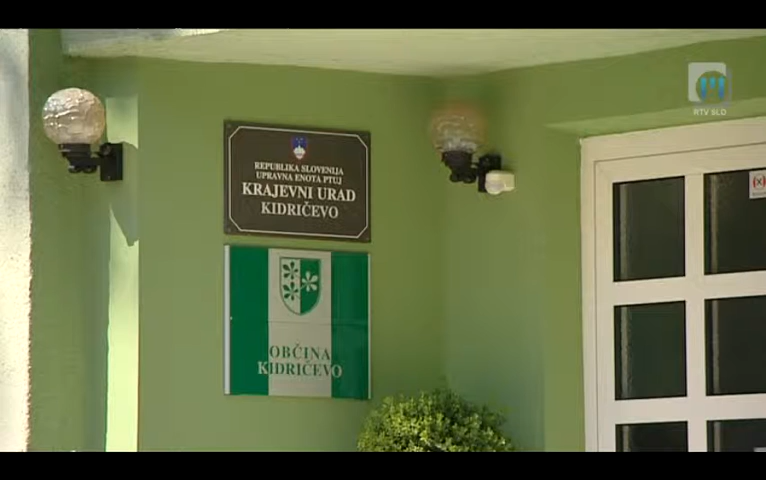 RTV SLO
REPUBLIKA SLOVENIJA
UPRAVNA ENOTA PTUJ
KRAJEVNI URAD
KIDRIČEVO
OBČINA
KIDRIČEVO